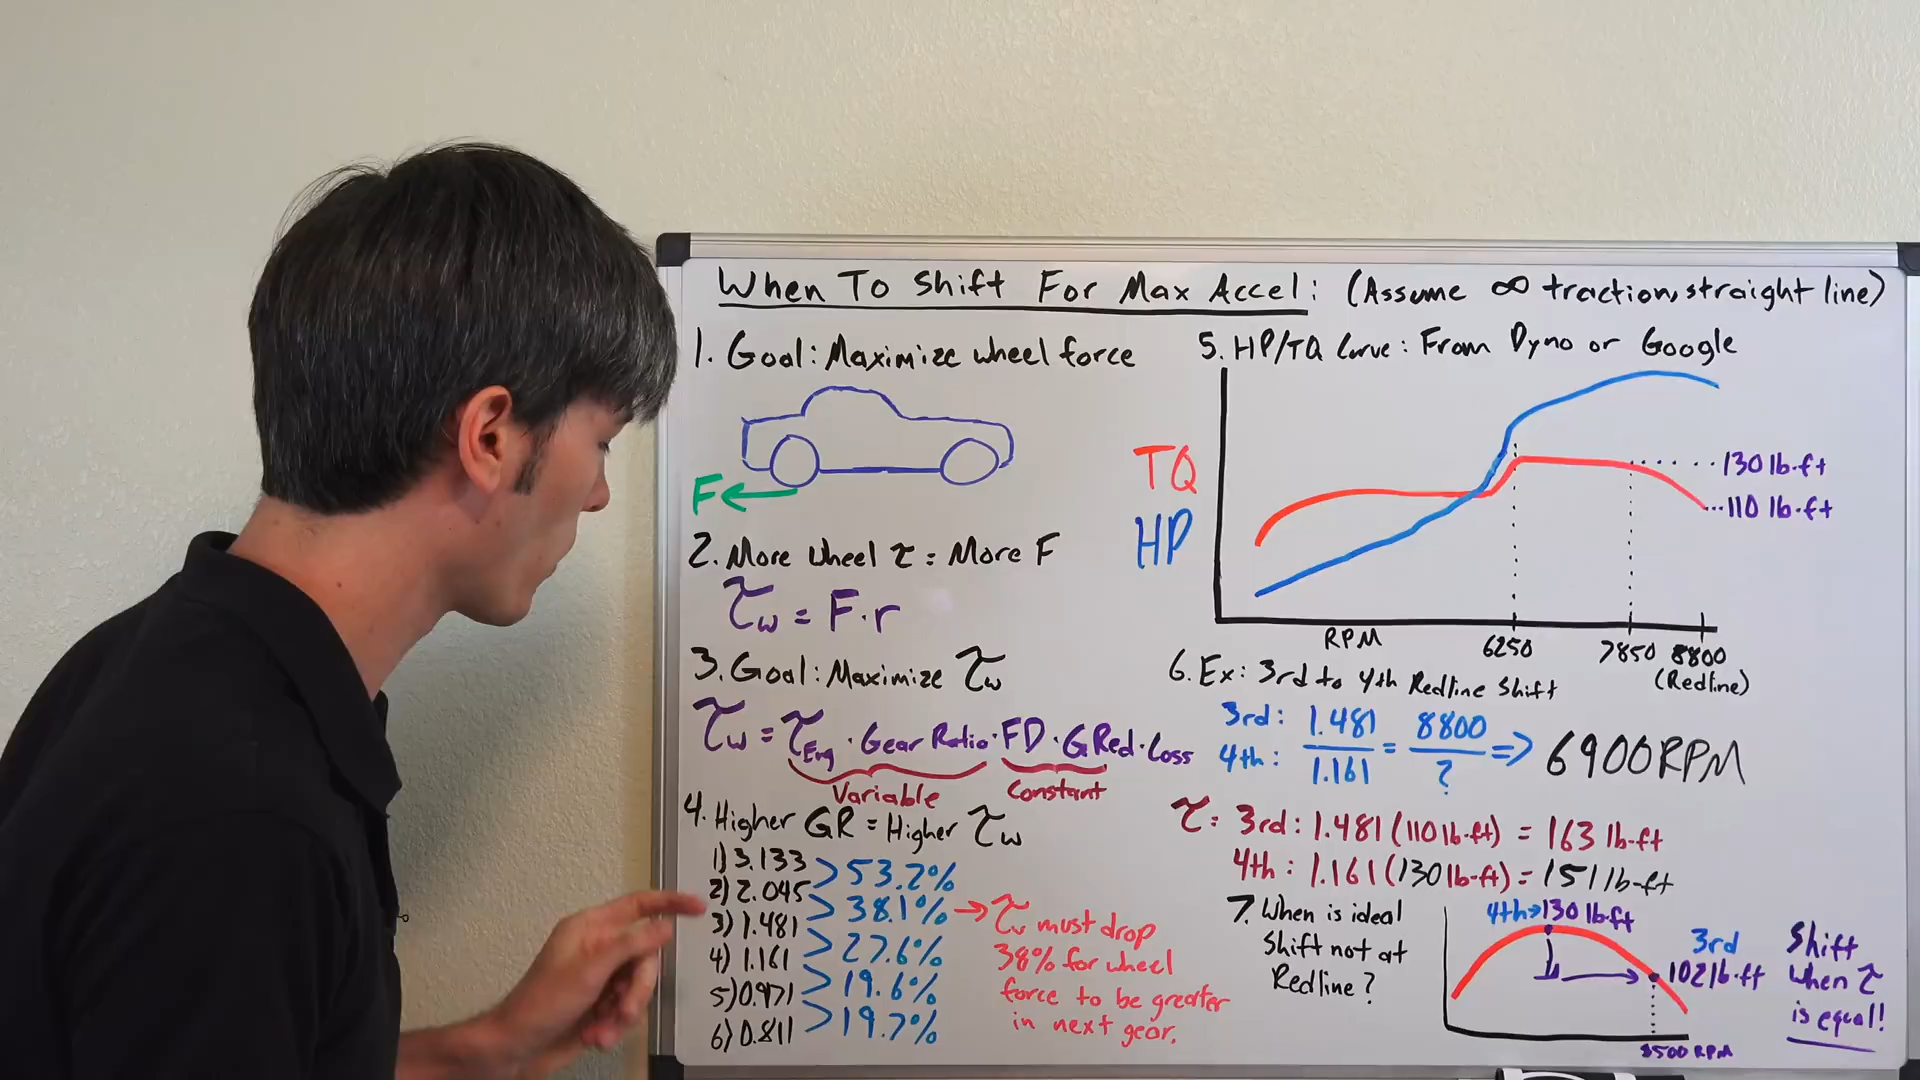 When To Shift For Max Accel: (Assume ∞ traction, straight line)
1. Goal: Maximize wheel force
F
2. More wheel τ = More F
τw = F·r
3. Goal: Maximize τw
τw = τEng · Gear Ratio · FD · GRed · Loss
Variable
Constant
4. Higher GR = Higher τw
1) 3.133
2) 2.045
3) 1.481
4) 1.161
5) 0.971
6) 0.811
> 53.2%
> 38.1% → τw must drop
38% for wheel
force to be greater
in next gear.
> 27.6%
> 19.6%
> 19.7%
5. HP/TQ Curve: From Dyno or Google
TQ
HP
130 lb·ft
110 lb·ft
RPM
6250
7850
8800
(Redline)
6. Ex: 3rd to 4th Redline Shift
3rd: 1.481 = 8800 => 6900RPM
4th: 1.161 ?
τ: 3rd: 1.481(110 lb-ft) = 163 lb-ft
4th: 1.161(130 lb-ft) = 151 lb-ft
7. When is ideal
Shift not at
Redline?
4th→130 lb·ft
3rd
102 lb·ft
8500 RPM
Shift
when τ
is equal!